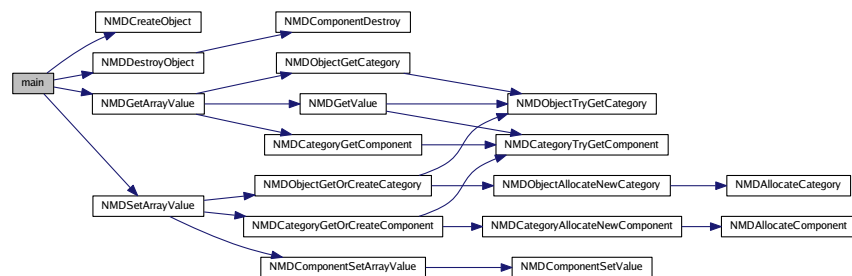 main
NMDCreateObject
NMDDestroyObject
NMDComponentDestroy
NMDGetArrayValue
NMDObjectGetCategory
NMDGetValue
NMDCategoryGetComponent
NMDObjectTryGetCategory
NMDCategoryTryGetComponent
NMDSetArrayValue
NMDObjectGetOrCreateCategory
NMDObjectAllocateNewCategory
NMDAllocateCategory
NMDCategoryGetOrCreateComponent
NMDCategoryAllocateNewComponent
NMDAllocateComponent
NMDComponentSetArrayValue
NMDComponentSetValue